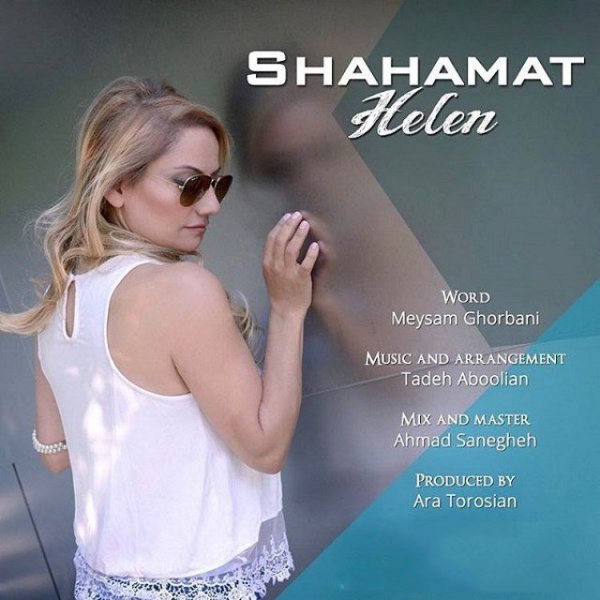 SHAHAMAT
Helen
WORD
Meysam Ghorbani
MUSIC AND ARRANGEMENT
Tadeh Aboolian
MIX AND MASTER
Ahmad Sanegheh
PRODUCED BY
Ara Torosian